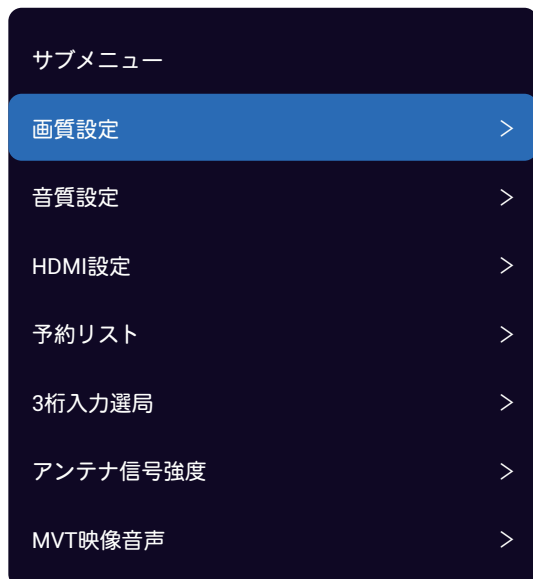 サブメニュー
画質設定
音質設定
HDMI設定
予約リスト
3桁入力選局
アンテナ信号強度
MVT映像音声